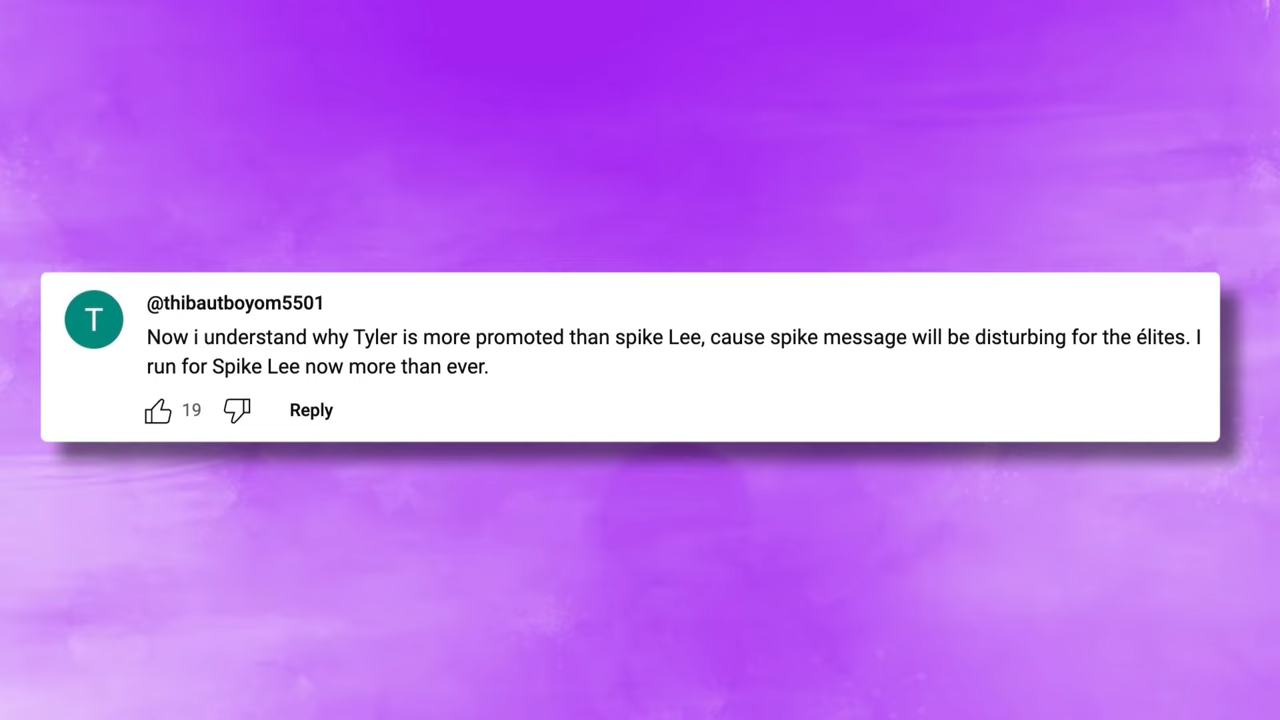 T
@thibautboyom5501
Now i understand why Tyler is more promoted than spike Lee, cause spike message will be disturbing for the élites. I
run for Spike Lee now more than ever.
19 Reply